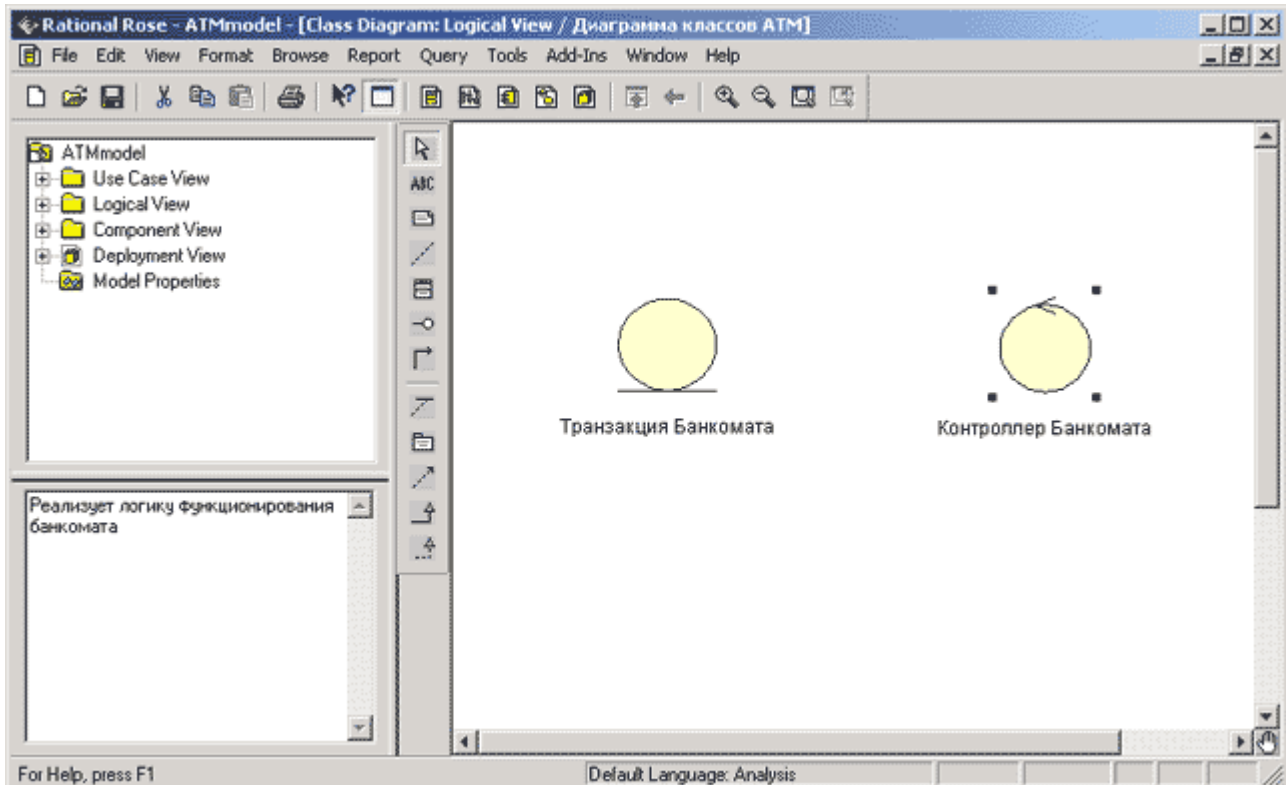 Rational Rose - ATMmodel - [Class Diagram: Logical View / Диаграмма классов ATM]
File Edit View Format Browse Report Query Tools Add-Ins Window Help
ATMmodel
Use Case View
Logical View
Component View
Deployment View
Model Properties
ABC
Транзакция Банкомата
Контроллер Банкомата
Реализует логику функционирования
банкомата
For Help, press F1
Default Language: Analysis